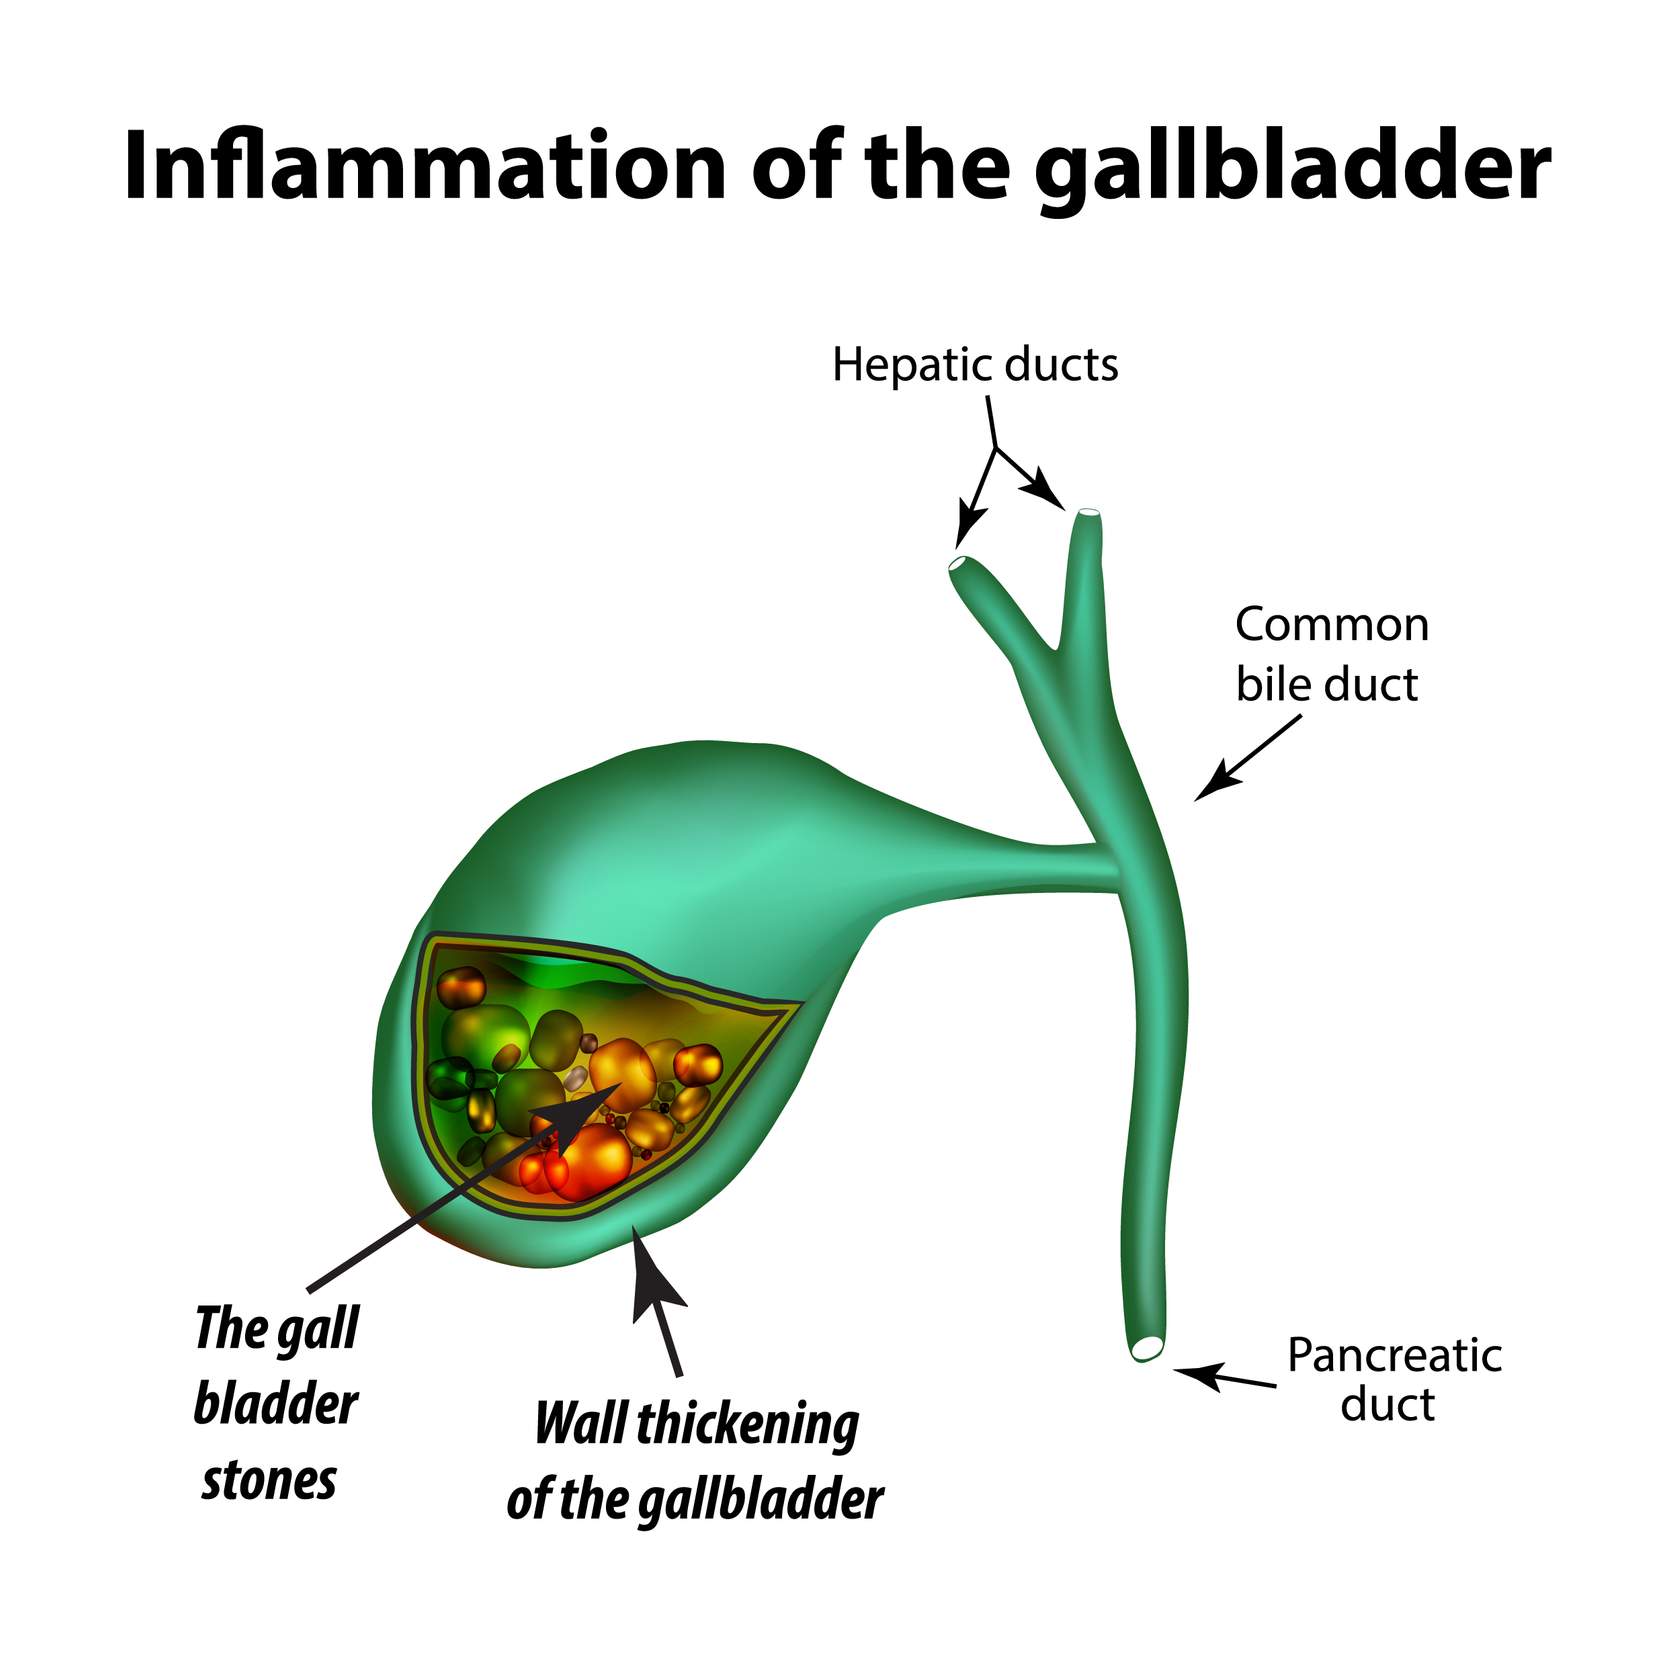 Inflammation of the gallbladder
Hepatic ducts
Common
bile duct
The gall
bladder
stones
Wall thickening
of the gallbladder
Pancreatic
duct